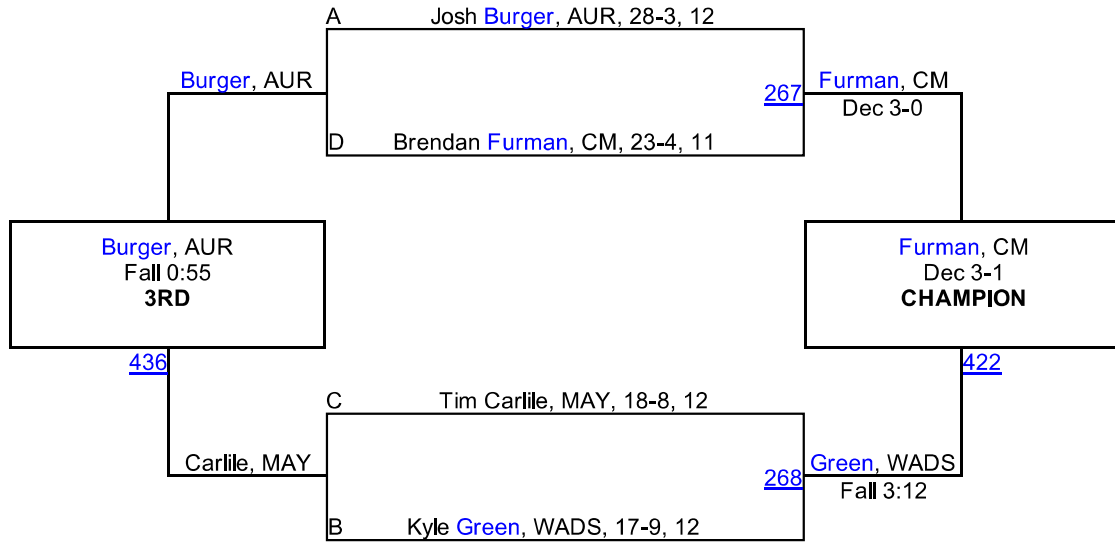 A Josh Burger, AUR, 28-3, 12
Burger, AUR
267
Furman, CM
Dec 3-0
D Brendan Furman, CM, 23-4, 11
Burger, AUR
Fall 0:55
3RD
Furman, CM
Dec 3-1
CHAMPION
436
422
C Tim Carlile, MAY, 18-8, 12
Carlile, MAY
268
Green, WADS
Fall 3:12
B Kyle Green, WADS, 17-9, 12